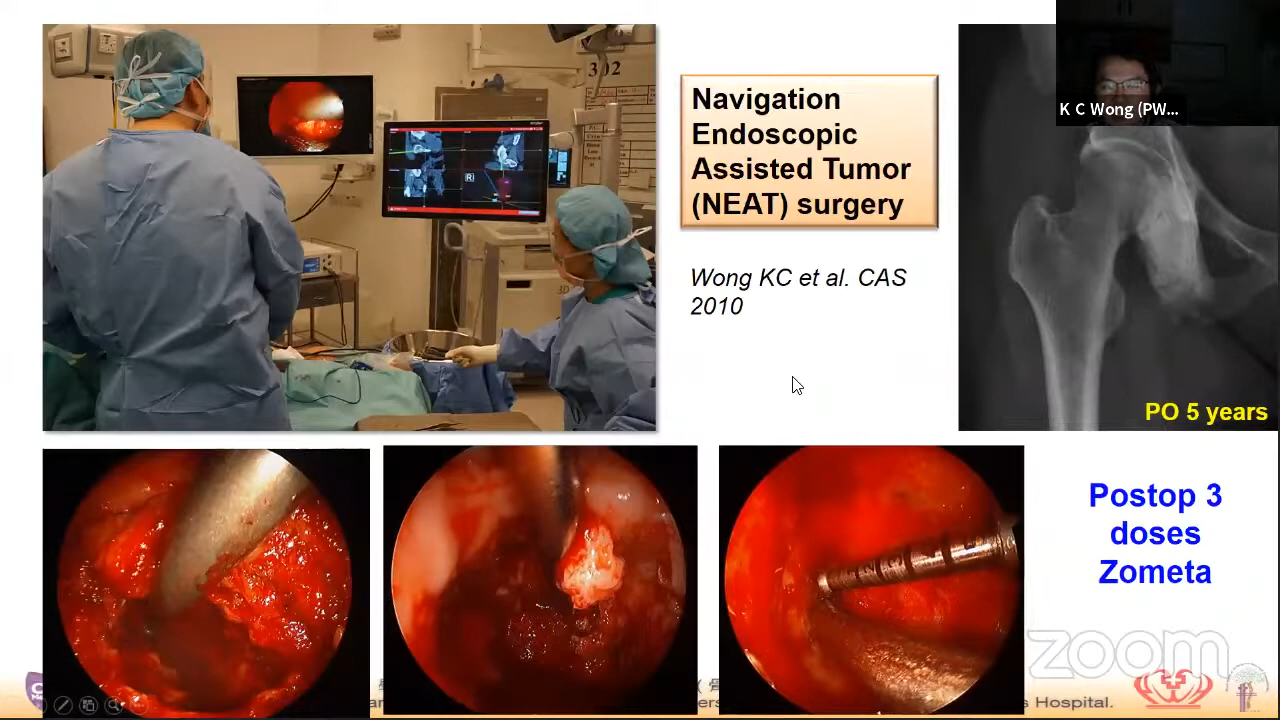 302
Navigation
Endoscopic
Assisted Tumor
(NEAT) surgery
Wong KC et al. CAS
2010
K C Wong (PW...
PO 5 years
Postop 3
doses
Zometa
zoom
Hospital.